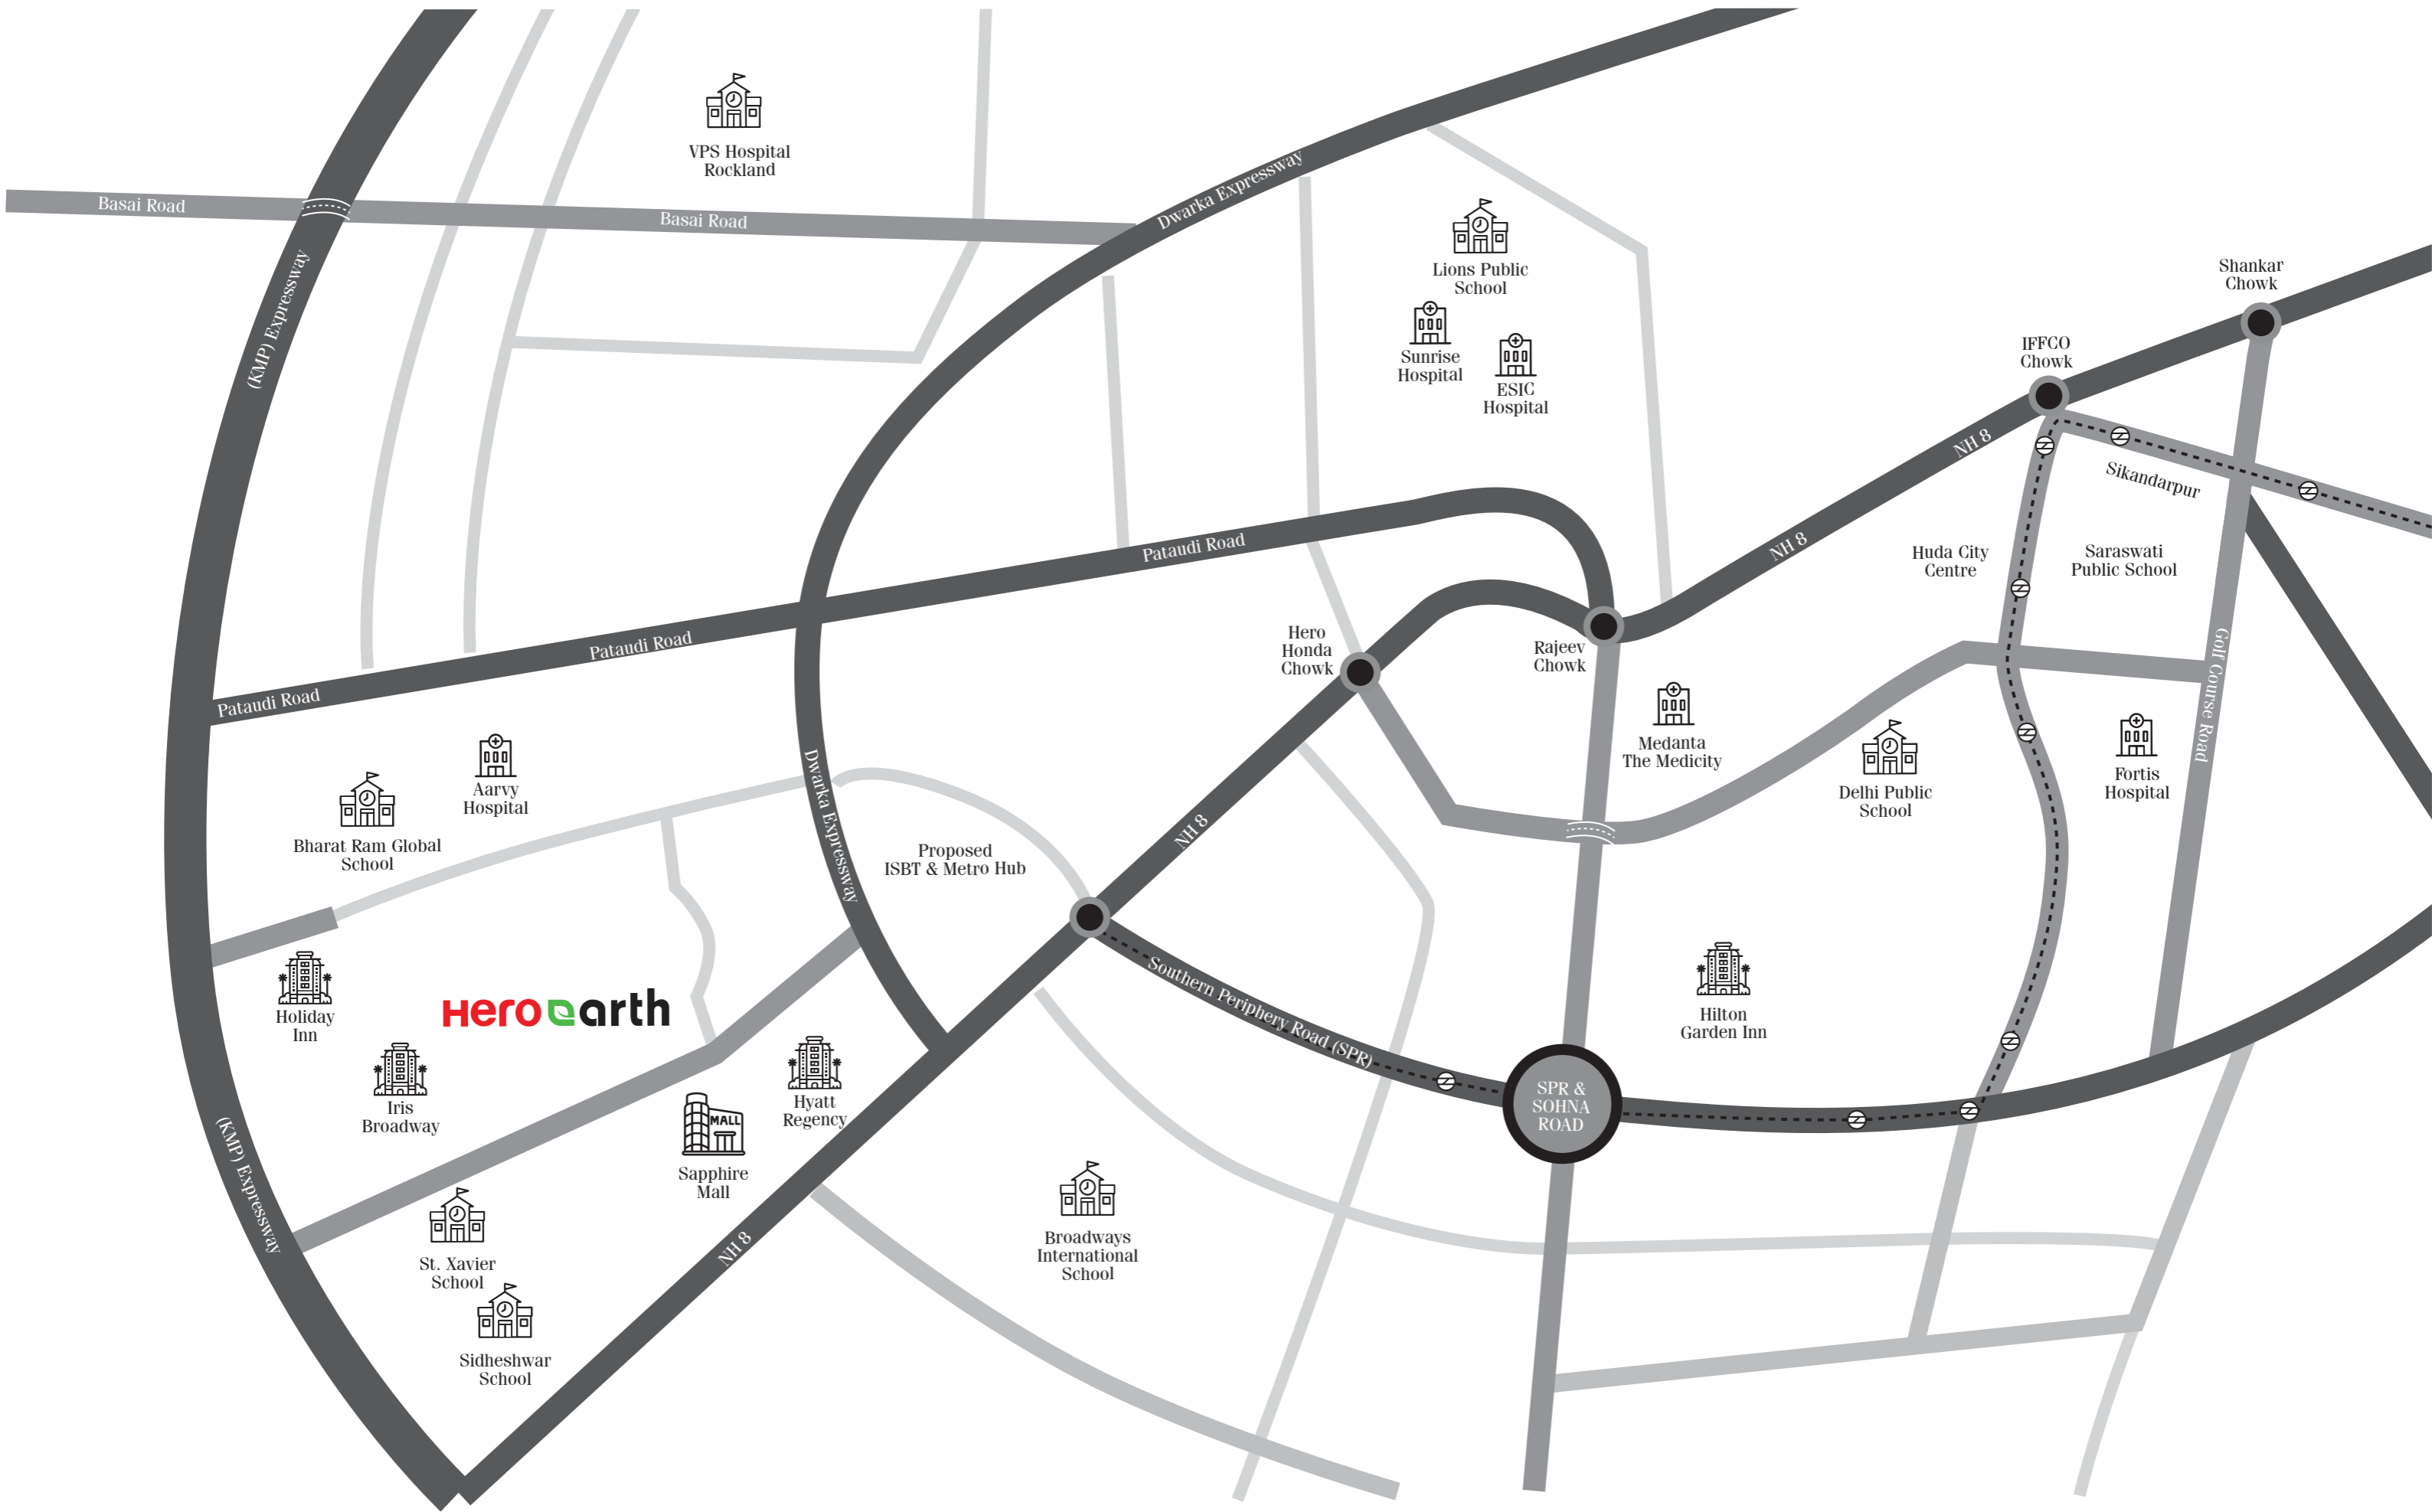 VPS Hospital
Rockland
Basai Road
Basai Road
Dwarka Expressway
(KMP) Expressway
Lions Public
School
Sunrise
Hospital
ESIC
Hospital
Shankar
Chowk
IFFCO
Chowk
NH 8
Sikandarpur
NH 8
Huda City
Centre
Saraswati
Public School
Pataudi Road
Pataudi Road
Pataudi Road
Hero
Honda
Chowk
Rajeev
Chowk
Golf Course Road
Medanta
The Medicity
Delhi Public
School
Fortis
Hospital
Aarvy
Hospital
Bharat Ram Global
School
Dwarka Expressway
Proposed
ISBT & Metro Hub
NH 8
Southern Periphery Road (SPR)
Holiday
Inn
Hero earth
Hilton
Garden Inn
Iris
Broadway
Hyatt
Regency
MALL
Sapphire
Mall
SPR &
SOHNA
ROAD
(KMP) Expressway
St. Xavier
School
NH 8
Broadways
International
School
Sidheshwar
School